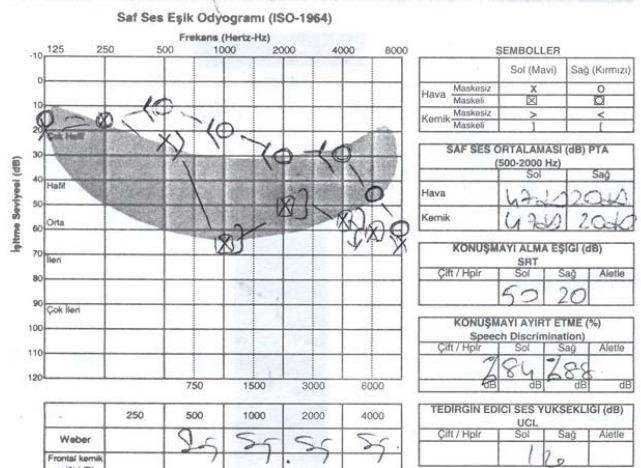 Saf Ses Eşik Odyogramı (ISO-1964)
Frekans (Hertz-Hz)
125 250 500 1000 2000 4000 8000
-10
0
10
20
Çok Hafif
30
40
Hafif
50
60
Orta
70
İleri
80
90
Çok İleri
100
110
120
İşitme Seviyesi (dB)
750 1500 3000 6000
250 500 1000 2000 4000
Weber
Frontal kemik
SEMBOLLER
Sol (Mavi) Sağ (Kırmızı)
Hava Maskesiz X O
Maskeli
Kemik Maskesiz > <
Maskeli ] [
SAF SES ORTALAMASI (dB) PTA
(500-2000 Hz)
Sol Sağ
Hava 47dB 20dB
Kemik 47dB 20dB
KONUŞMAYI ALMA EŞİĞİ (dB)
SRT
Çift / Hplr Sol Sağ Aletle
50 20
KONUŞMAYI AYIRT ETME (%)
Speech Discrimination)
Çift / Hplr Sol Sağ Aletle
%84 %88
dB dB dB dB
TEDİRGİN EDİCİ SES YÜKSEKLİĞİ (dB)
UCL
Çift / Hplr Sol Sağ Aletle